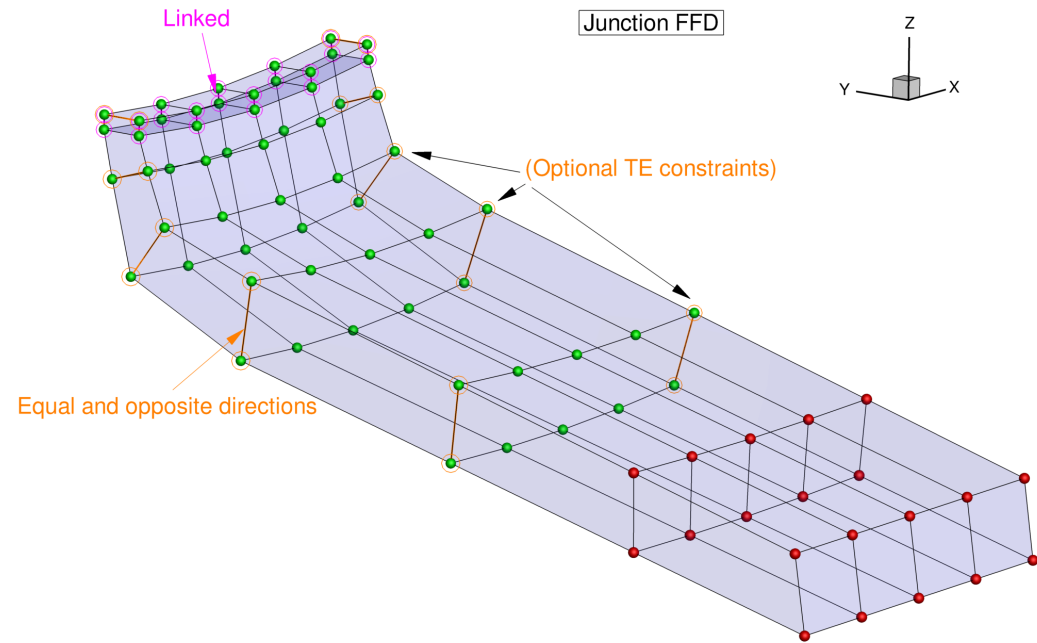 Linked
Junction FFD
Z
Y
X
(Optional TE constraints)
Equal and opposite directions